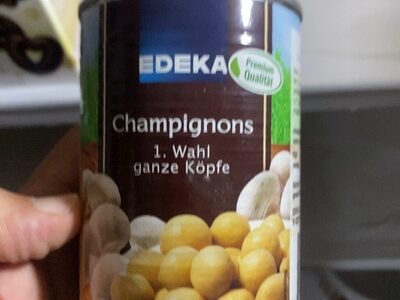 EDEKA
Premium
Qualität
Champignons
1. Wahl
ganze Köpfe